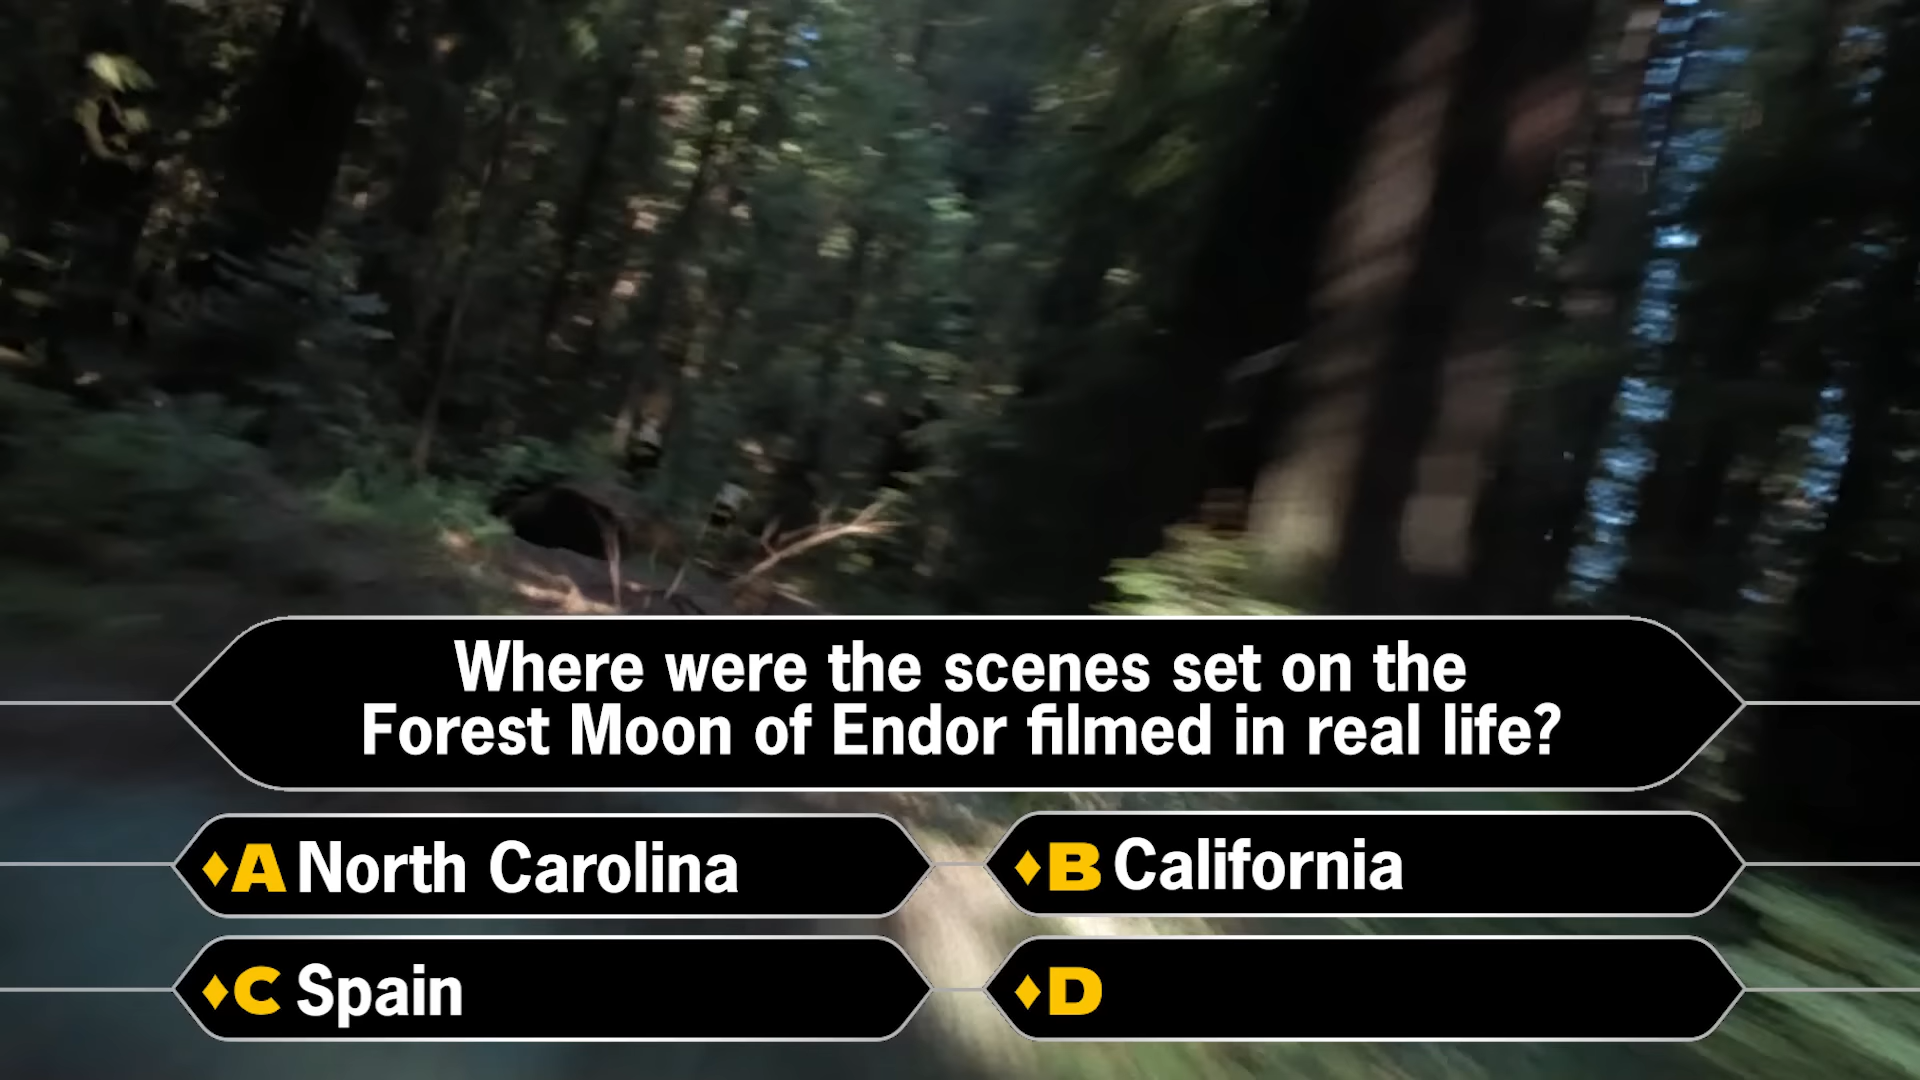 Where were the scenes set on the
Forest Moon of Endor filmed in real life?
A North Carolina
B California
C Spain
D